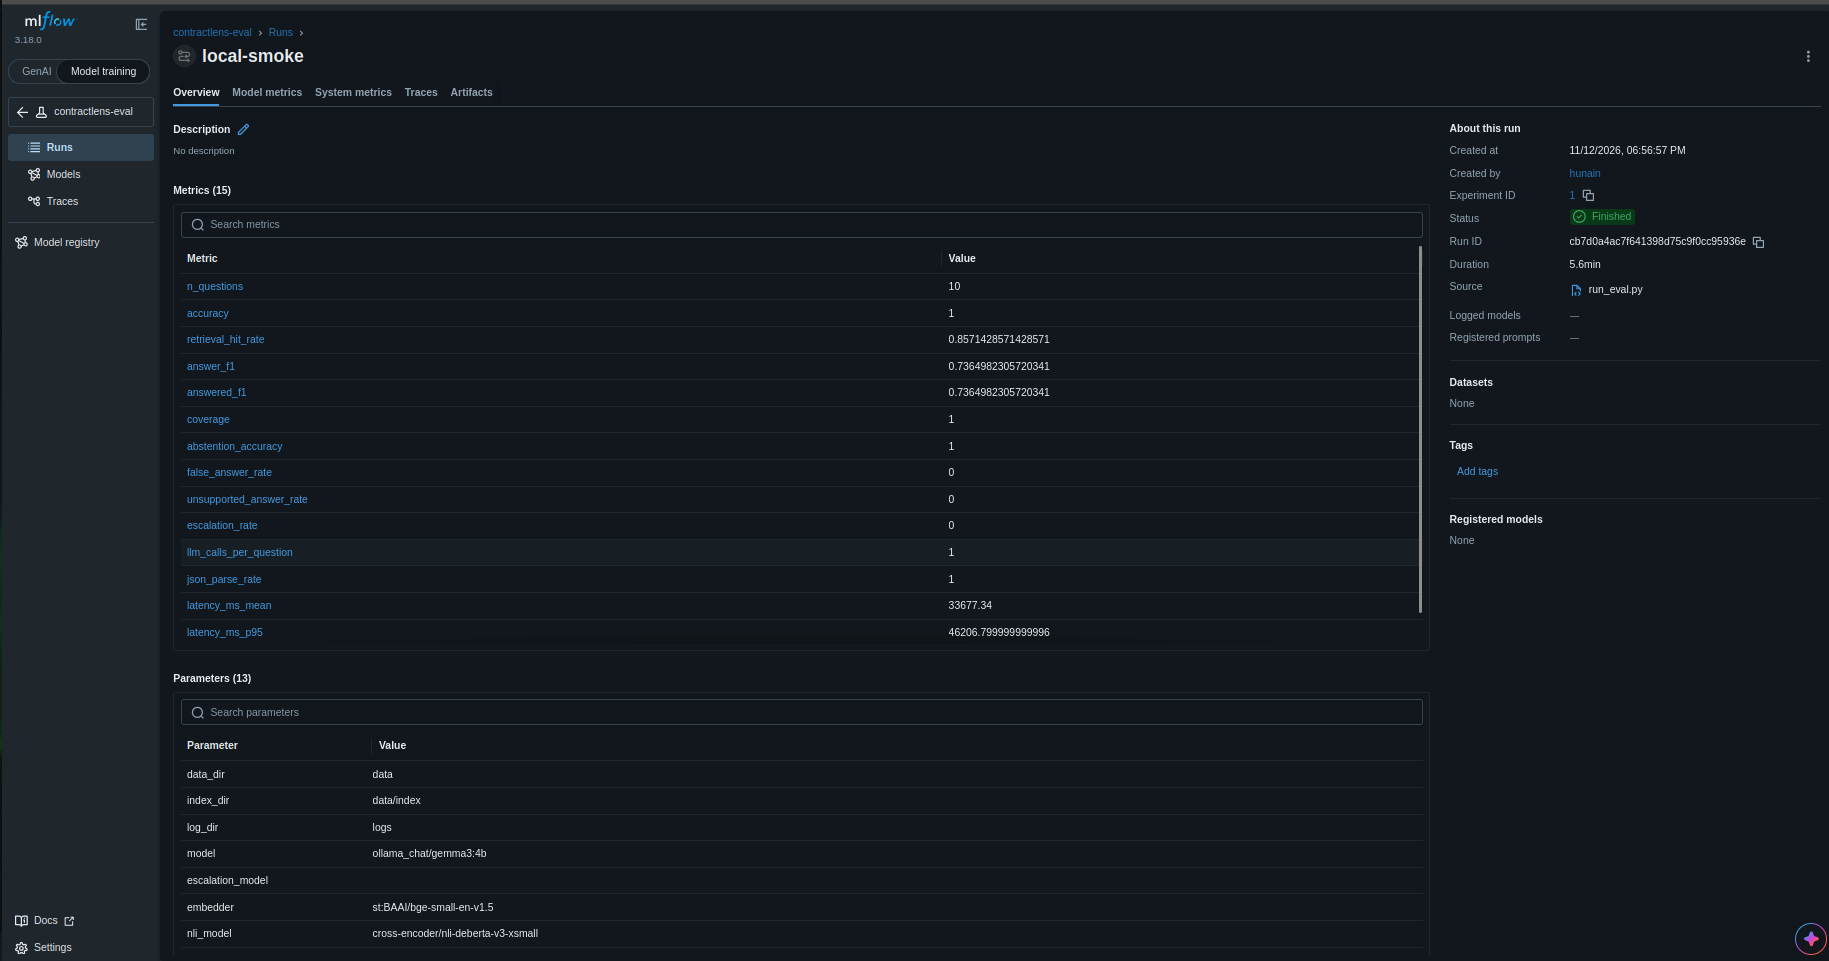 mlflow
3.18.0
GenAI Model training
contractlens-eval
Runs
Models
Traces
Model registry
Docs
Settings
contractlens-eval › Runs ›
local-smoke
Overview Model metrics System metrics Traces Artifacts
Description
No description
Metrics (15)
Search metrics
Metric Value
n_questions 10
accuracy 1
retrieval_hit_rate 0.8571428571428571
answer_f1 0.7364982305720341
answered_f1 0.7364982305720341
coverage 1
abstention_accuracy 1
false_answer_rate 0
unsupported_answer_rate 0
escalation_rate 0
llm_calls_per_question 1
json_parse_rate 1
latency_ms_mean 33677.34
latency_ms_p95 46206.799999999996
Parameters (13)
Search parameters
Parameter Value
data_dir data
index_dir data/index
log_dir logs
model ollama_chat/gemma3:4b
escalation_model
embedder st:BAAI/bge-small-en-v1.5
nli_model cross-encoder/nli-deberta-v3-xsmall
About this run
Created at 11/12/2026, 06:56:57 PM
Created by hunain
Experiment ID 1
Status Finished
Run ID cb7d0a4ac7f641398d75c9f0cc95936e
Duration 5.6min
Source run_eval.py
Logged models —
Registered prompts —
Datasets
None
Tags
Add tags
Registered models
None